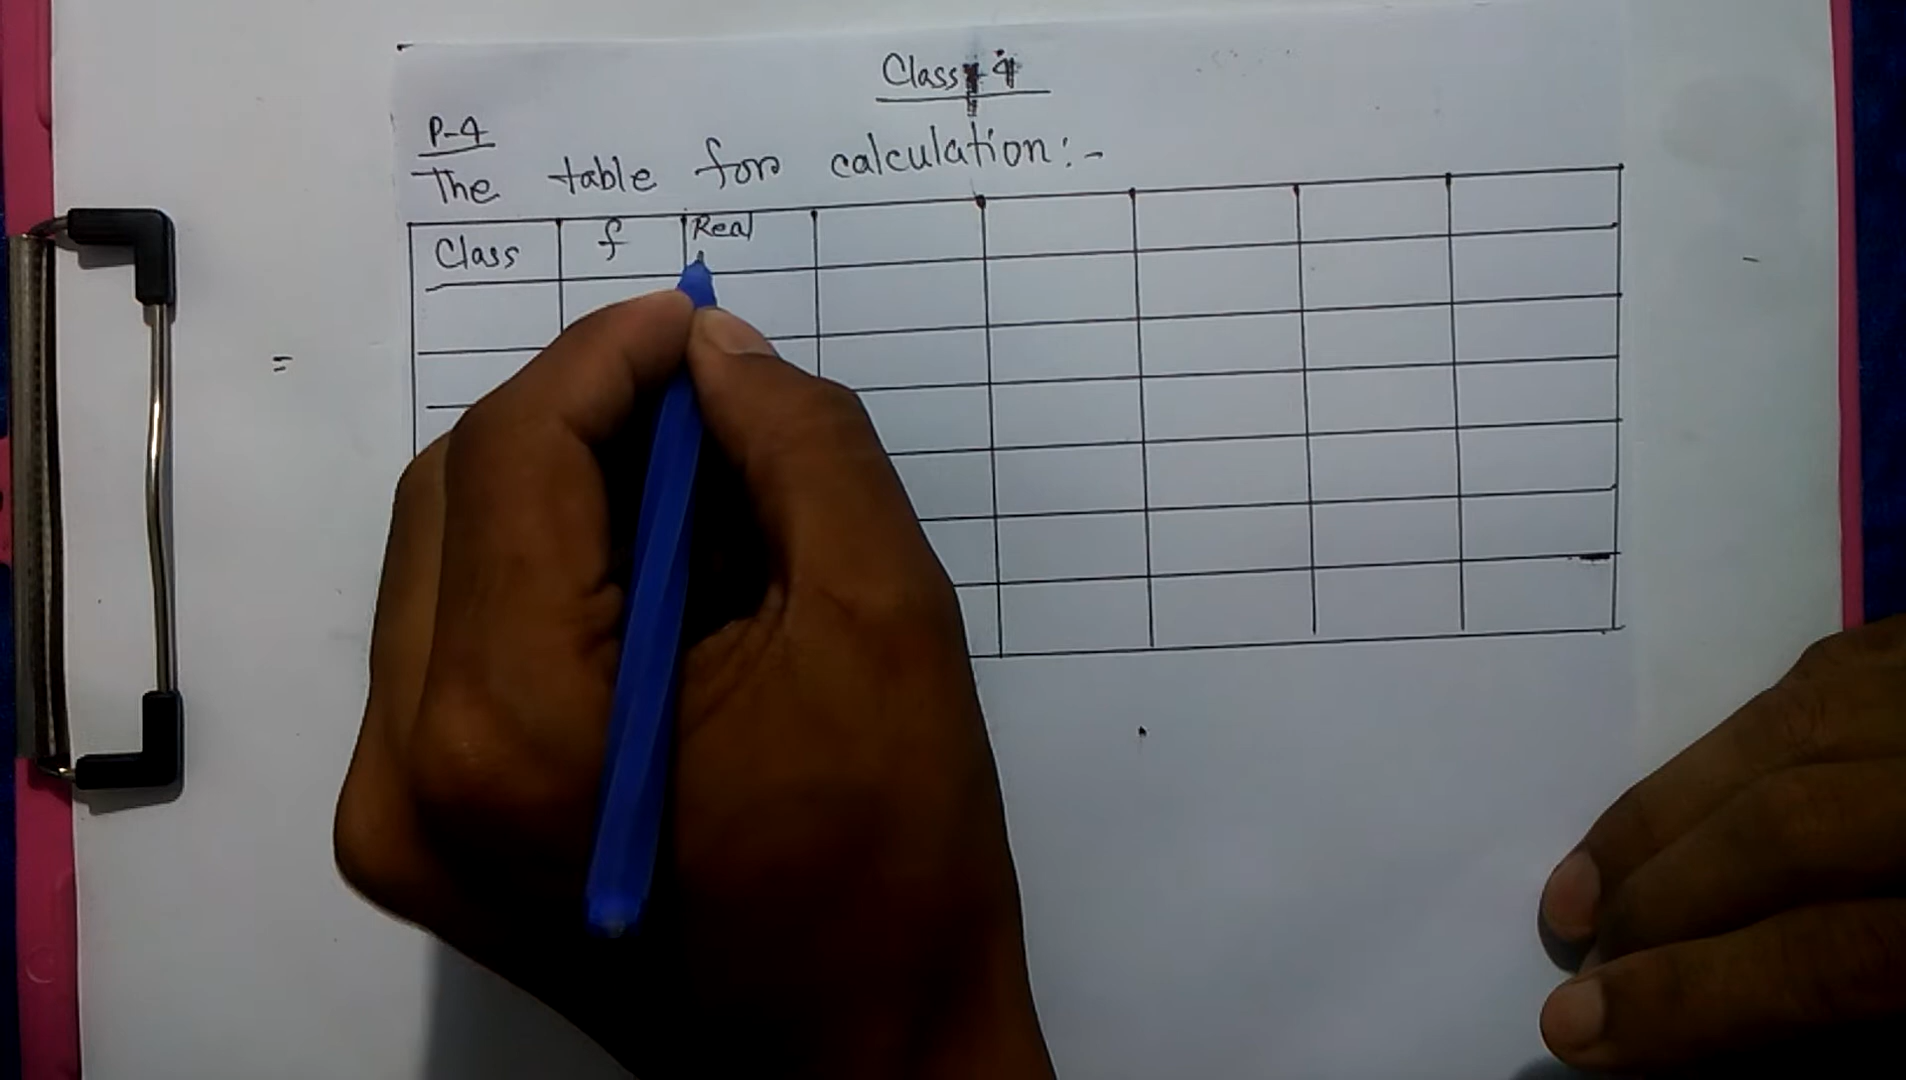 Class-4
P-4
The table for calculation:-
Class f Real
=